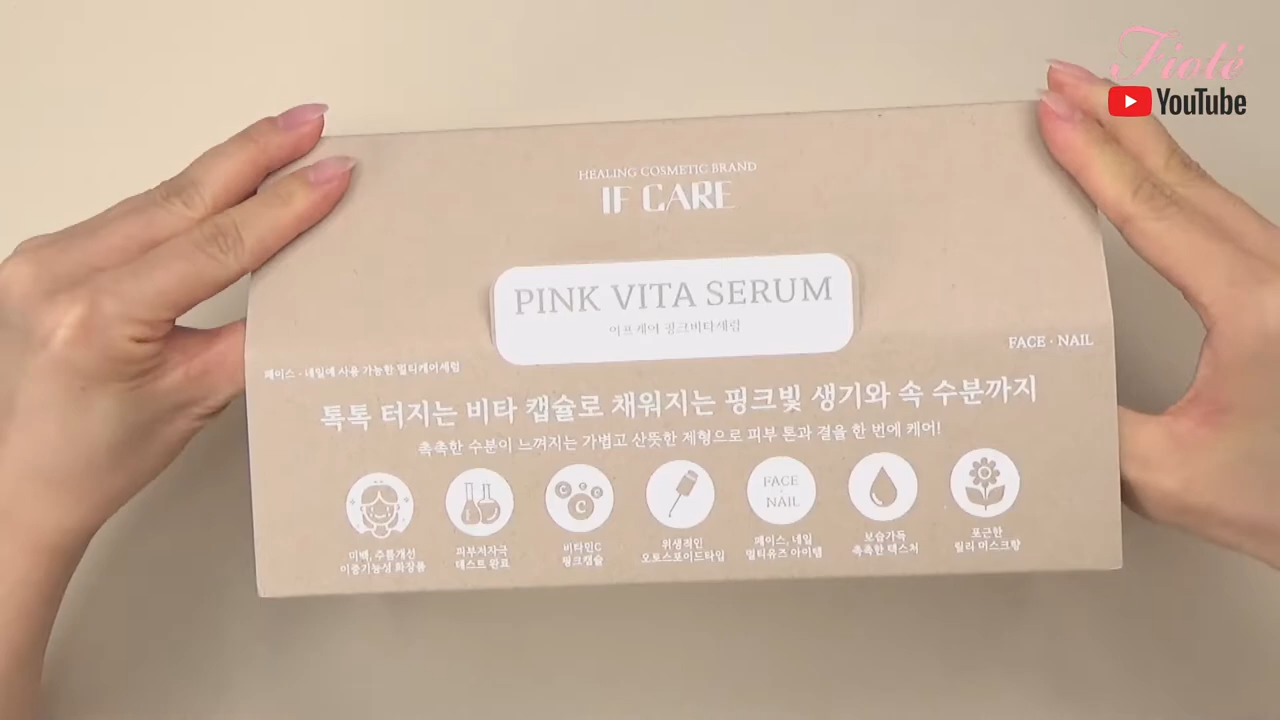 Fioté
YouTube
HEALING COSMETIC BRAND
IF CARE
PINK VITA SERUM
이프케어 핑크비타세럼
FACE · NAIL
페이스 · 네일에 사용 가능한 멀티케어세럼
톡톡 터지는 비타 캡슐로 채워지는 핑크빛 생기와 속 수분까지
촉촉한 수분이 느껴지는 가볍고 산뜻한 제형으로 피부 톤과 결을 한 번에 케어!
C C C C
FACE
·
NAIL
미백, 주름개선
이중기능성 화장품
피부저자극
테스트 완료
비타민C
핑크캡슐
위생적인
오토스포이드타입
페이스, 네일
멀티유즈 아이템
보습가득
촉촉한 텍스처
포근한
릴리 머스크향